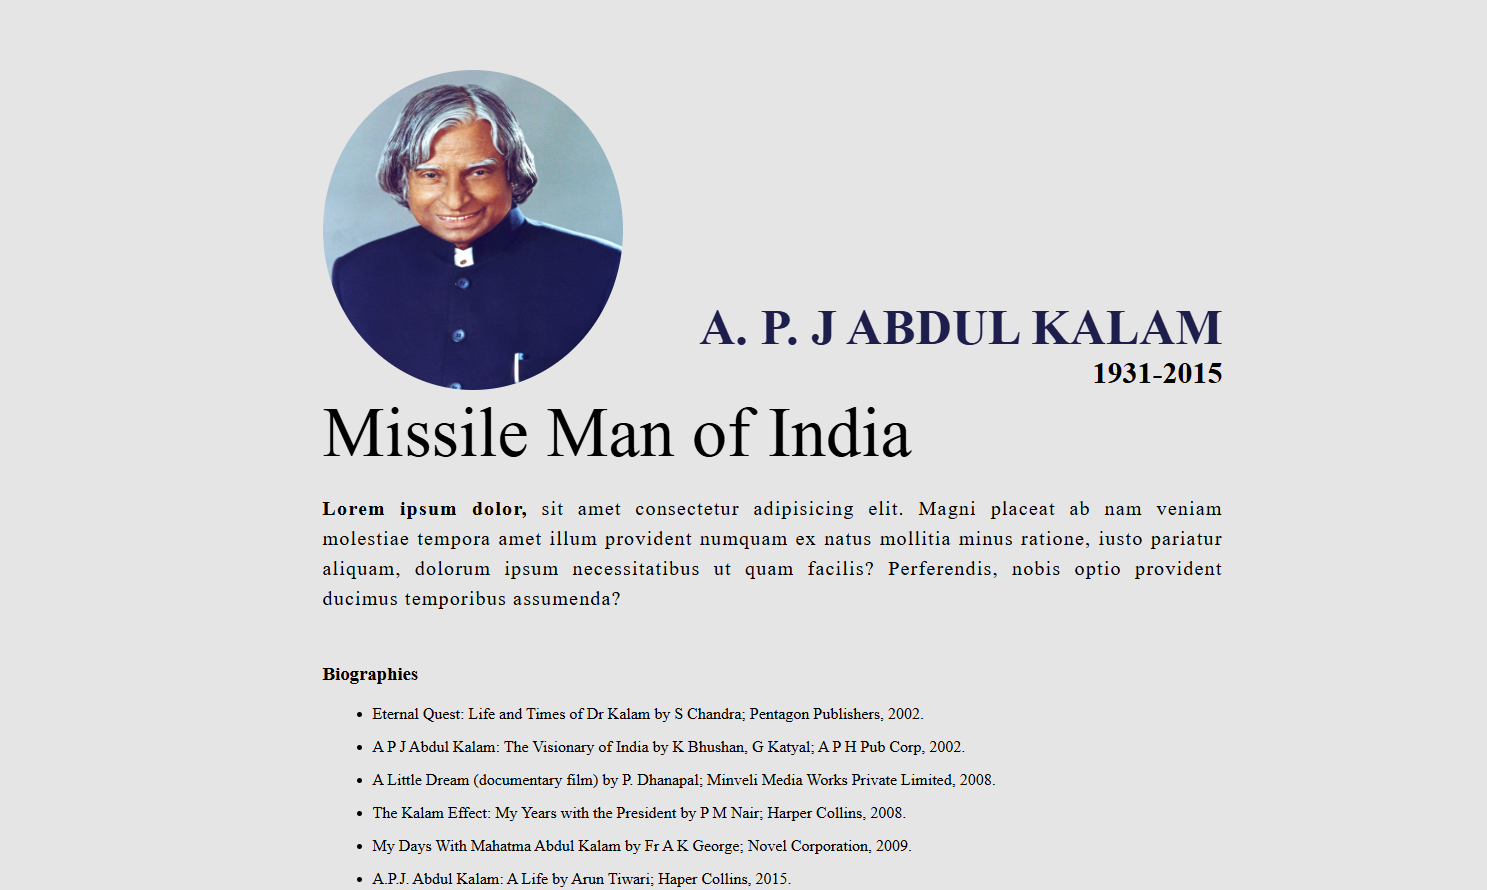 A. P. J ABDUL KALAM
1931-2015
Missile Man of India
Lorem ipsum dolor, sit amet consectetur adipisicing elit. Magni placeat ab nam veniam
molestiae tempora amet illum provident numquam ex natus mollitia minus ratione, iusto pariatur
aliquam, dolorum ipsum necessitatibus ut quam facilis? Perferendis, nobis optio provident
ducimus temporibus assumenda?
Biographies
• Eternal Quest: Life and Times of Dr Kalam by S Chandra; Pentagon Publishers, 2002.
• A P J Abdul Kalam: The Visionary of India by K Bhushan, G Katyal; A P H Pub Corp, 2002.
• A Little Dream (documentary film) by P. Dhanapal; Minveli Media Works Private Limited, 2008.
• The Kalam Effect: My Years with the President by P M Nair; Harper Collins, 2008.
• My Days With Mahatma Abdul Kalam by Fr A K George; Novel Corporation, 2009.
• A.P.J. Abdul Kalam: A Life by Arun Tiwari; Haper Collins, 2015.